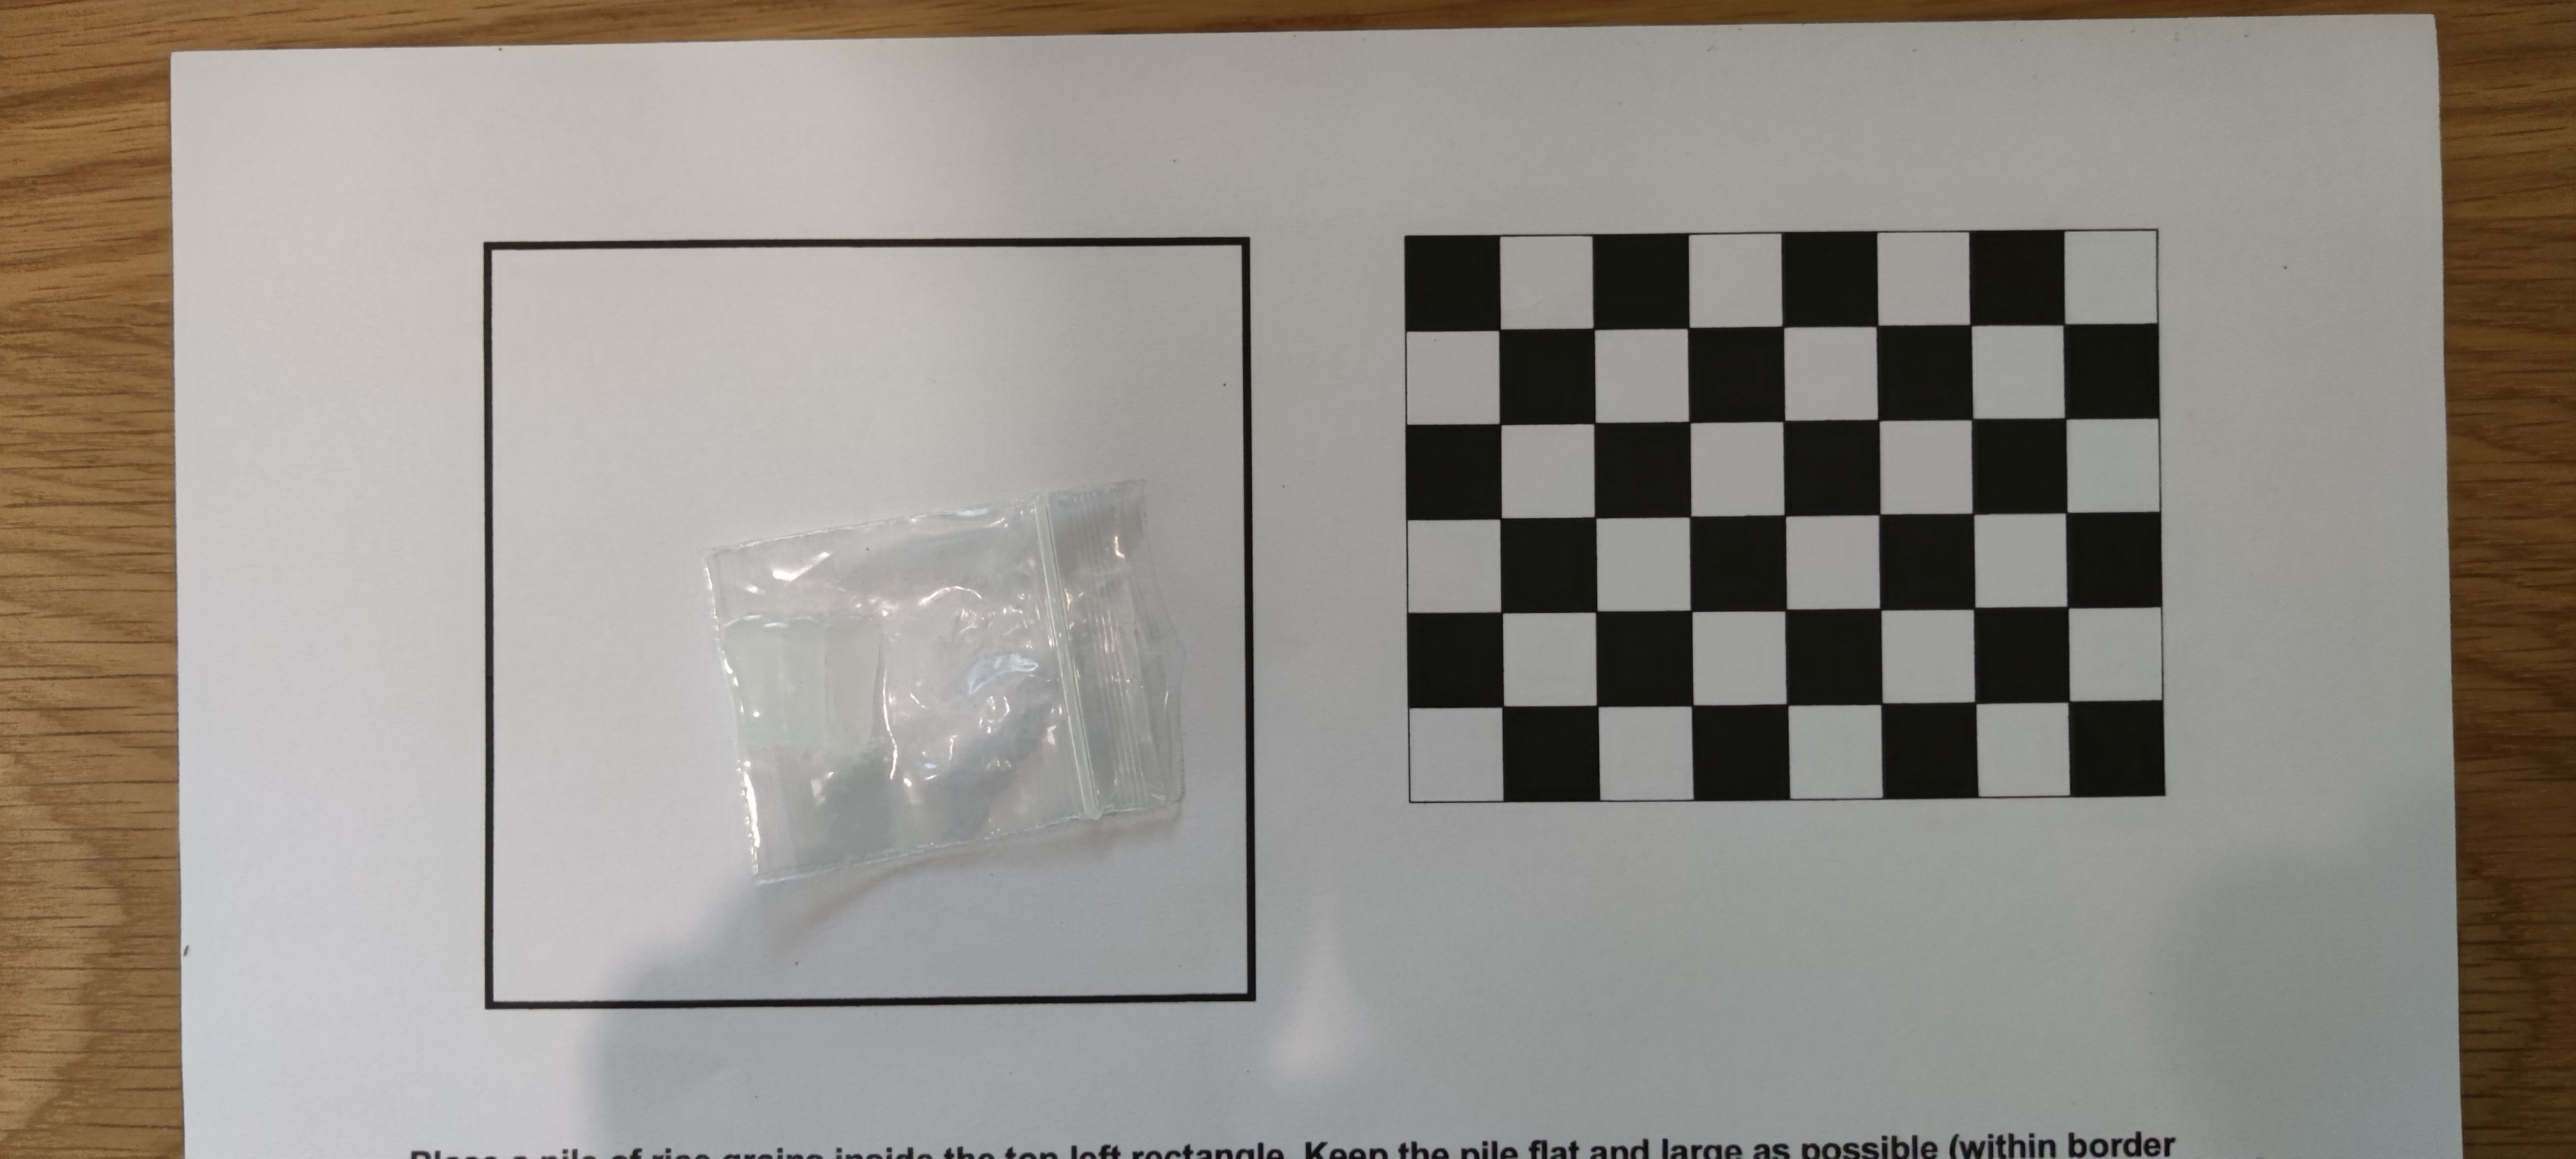 Place a pile of rice grains inside the top left rectangle. Keep the pile flat and large as possible (within border